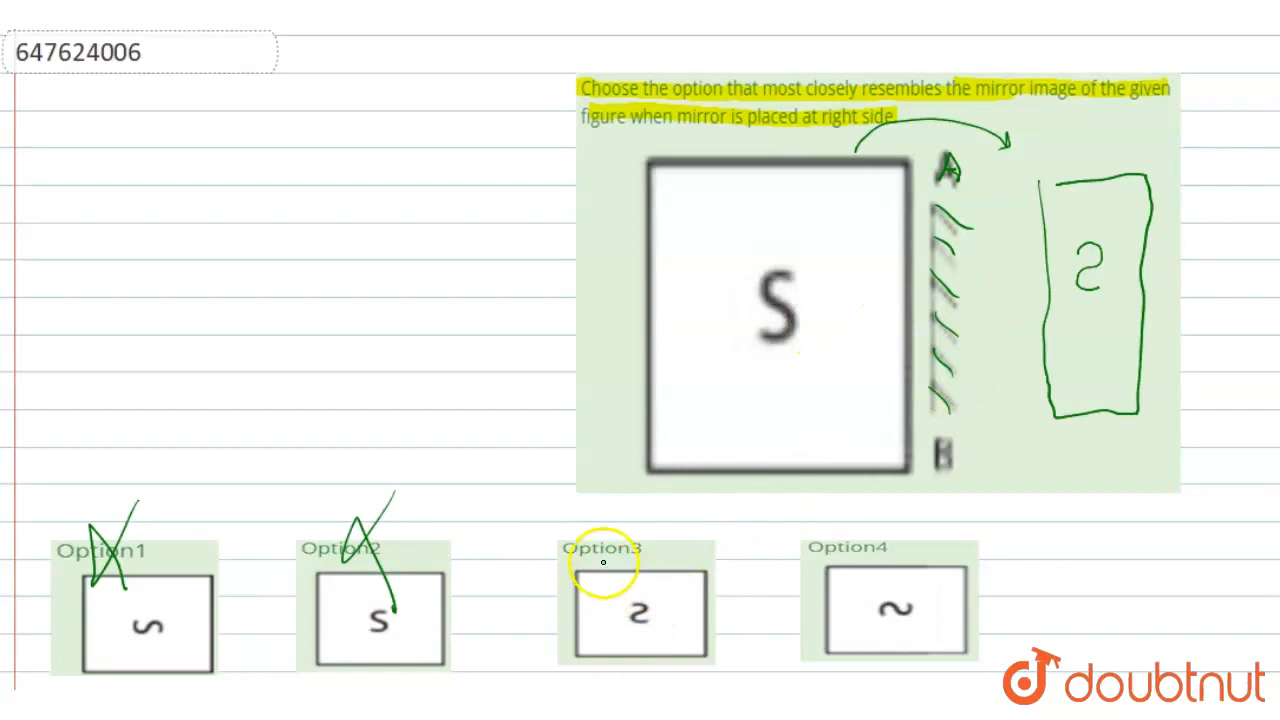 647624006
Choose the option that most closely resembles the mirror image of the given
figure when mirror is placed at right side.
A
S
B
Option1
Option2
S
Option3
Option4
doubtnut